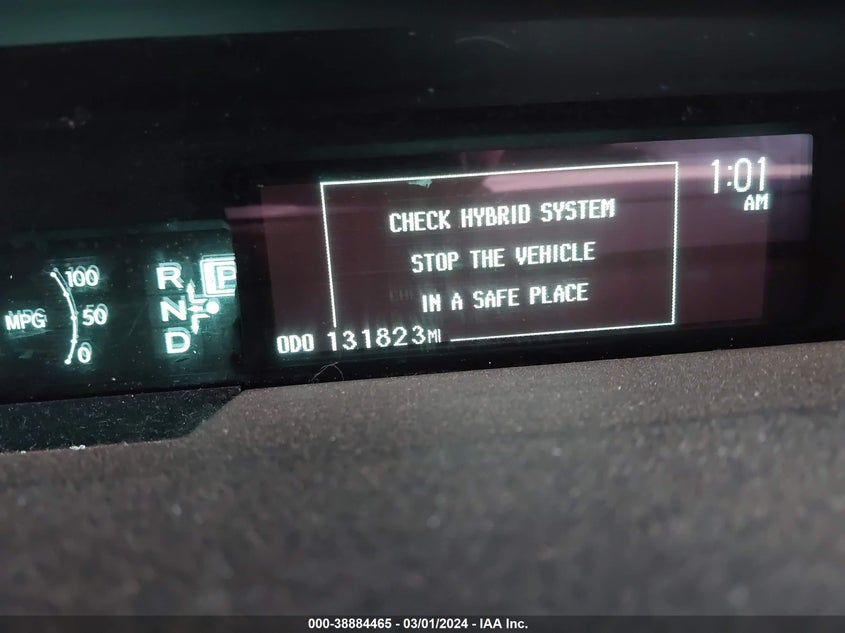 1:01
AM
CHECK HYBRID SYSTEM
STOP THE VEHICLE
IN A SAFE PLACE
ODO 131823MI
MPG
100
50
0
R
P
N
D
000-38884465 - 03/01/2024 - IAA Inc.